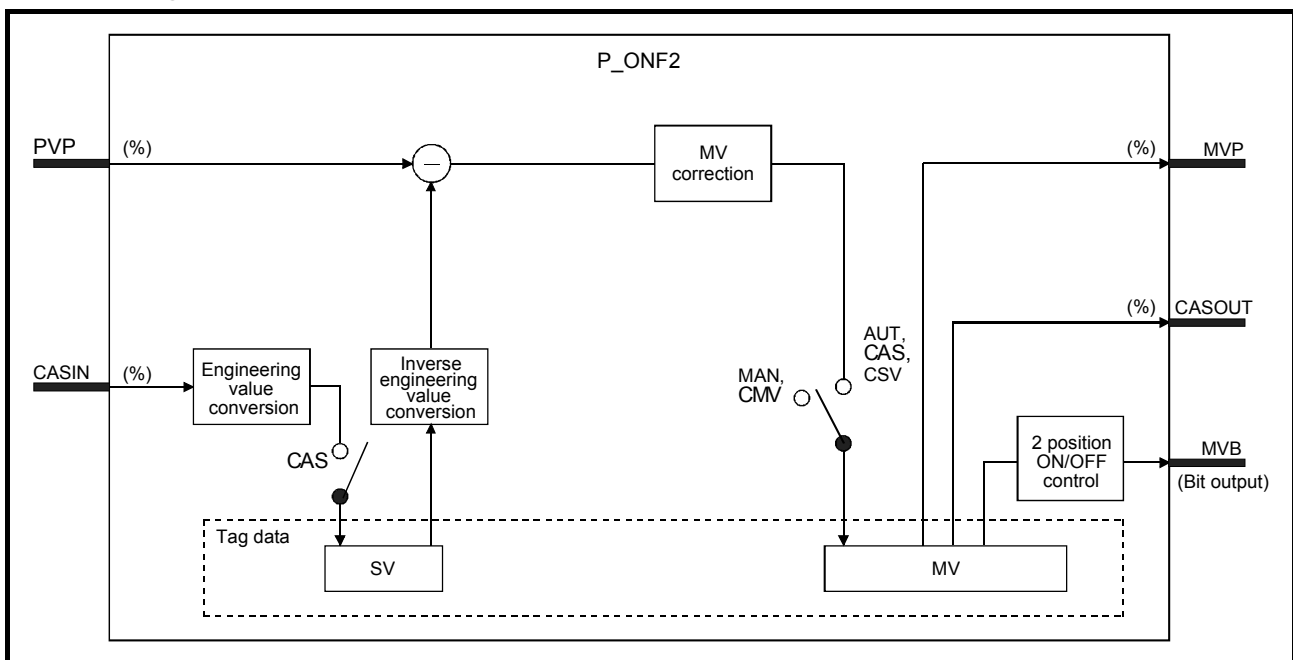 P_ONF2
PVP
(%)
—
MV
correction
(%)
MVP
CASIN
(%)
Engineering
value
conversion
CAS
Inverse
engineering
value
conversion
MAN,
CMV
AUT,
CAS,
CSV
(%)
CASOUT
2 position
ON/OFF
control
MVB
(Bit output)
Tag data
SV
MV